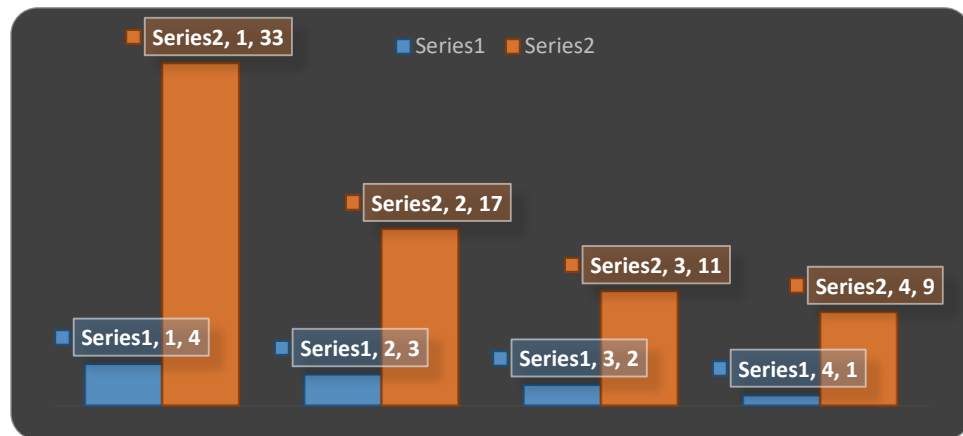 Series2, 1, 33
Series1 Series2
Series2, 2, 17
Series2, 3, 11
Series2, 4, 9
Series1, 1, 4
Series1, 2, 3
Series1, 3, 2
Series1, 4, 1